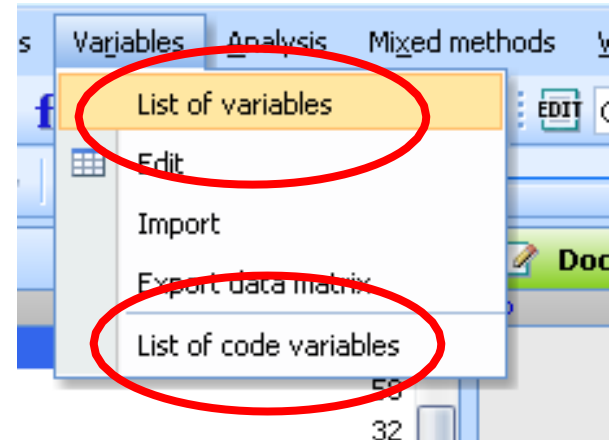 s Variables Analysis Mixed methods
f List of variables EDIT
Edit
Import
Doc
Export data matrix
List of code variables
58
32